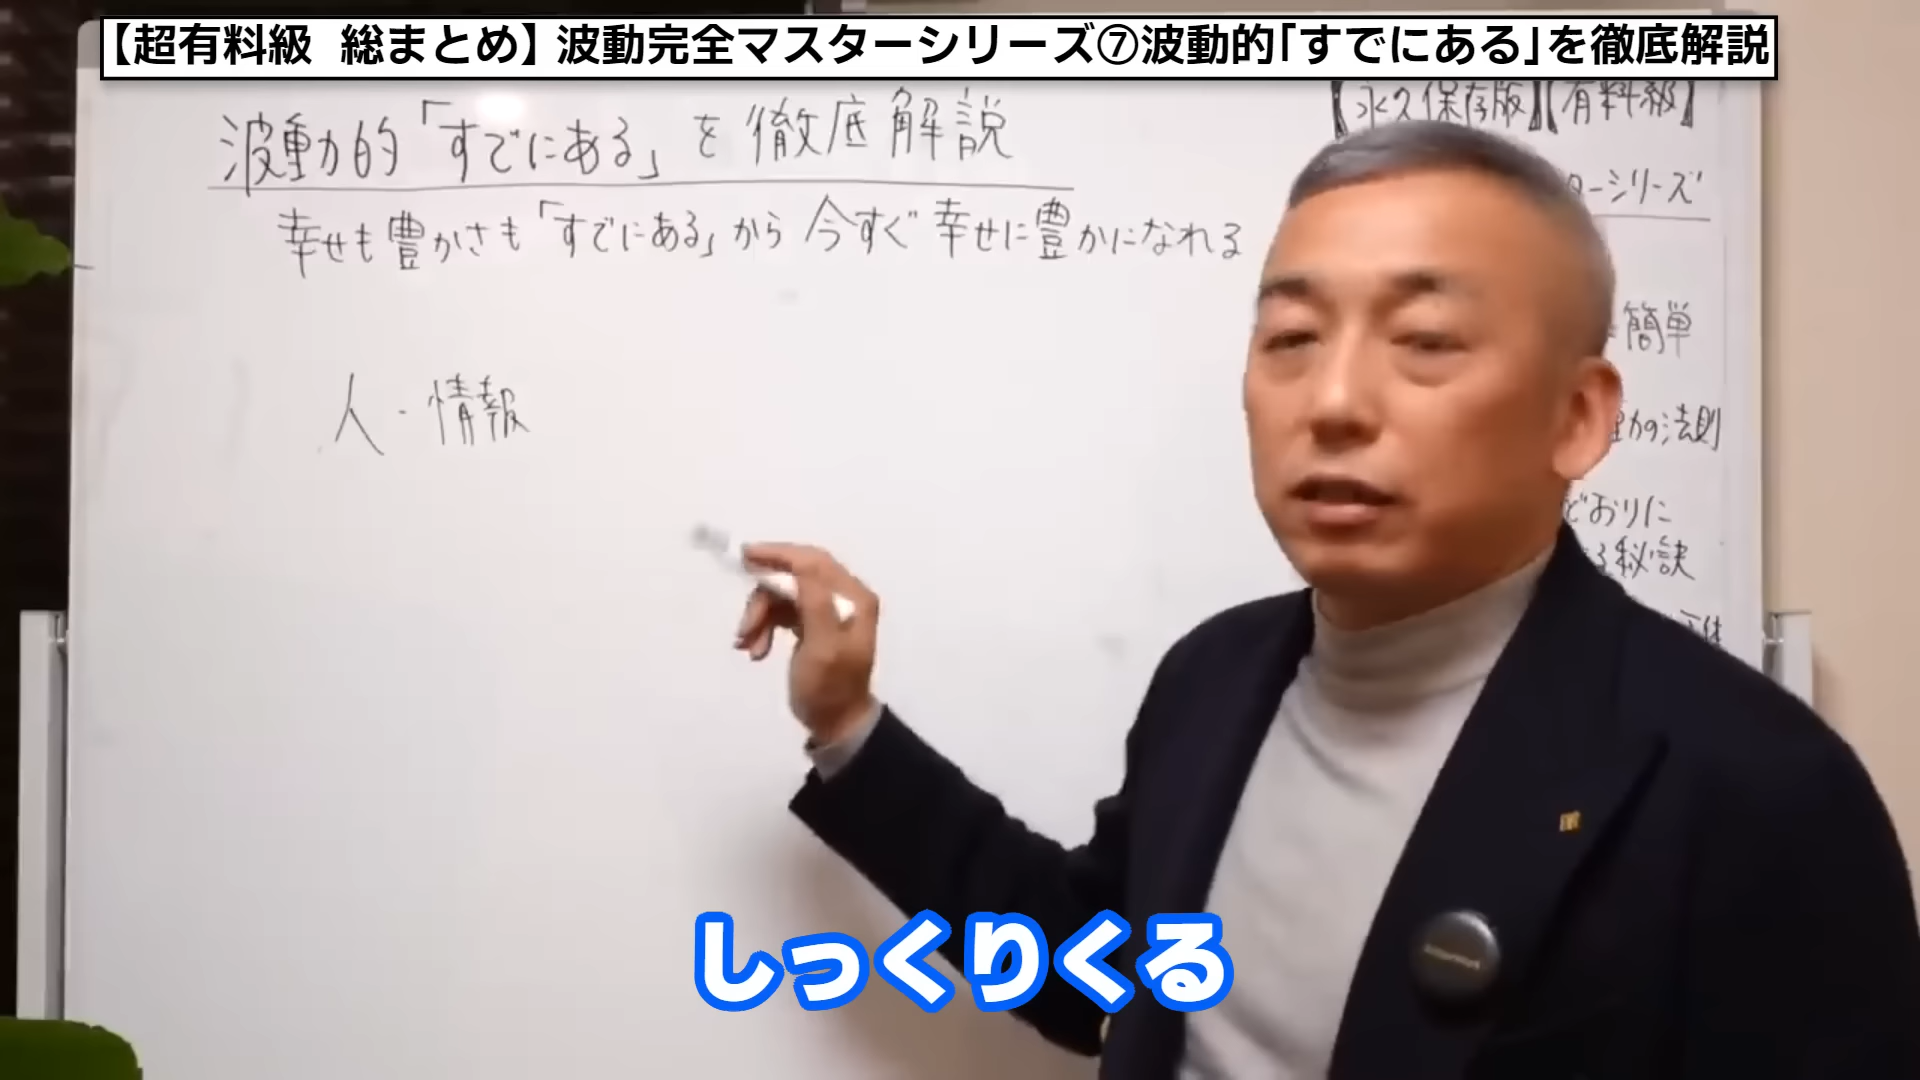 【超有料級 総まとめ】波動完全マスターシリーズ⑦波動的「すでにある」を徹底解説
波動的「すでにある」を徹底解説
幸せも豊かさも「すでにある」から今すぐ幸せに豊かになれる
人・情報
【永久保存版】【有料級】
ターシリーズ
簡単
動の法則
どおりに
る秘訣
正体
しっくりくる